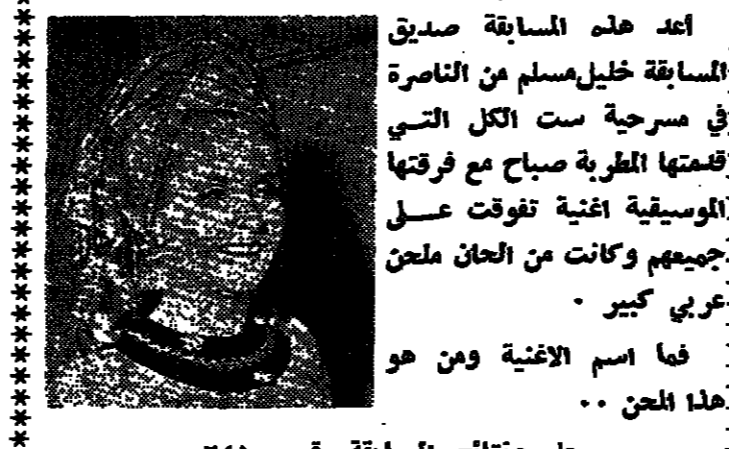 أعد هذه المسابقة صديق
المسابقة خليل مسلم من الناصرة
في مسرحية ست الكل التي
قدمتها المطربة صباح مع فرقتها
الموسيقية اغنية تفوقت على
جميعهم وكانت من الحان ملحن
عربي كبير .
فما اسم الاغنية ومن هو
هذا الملحن ..